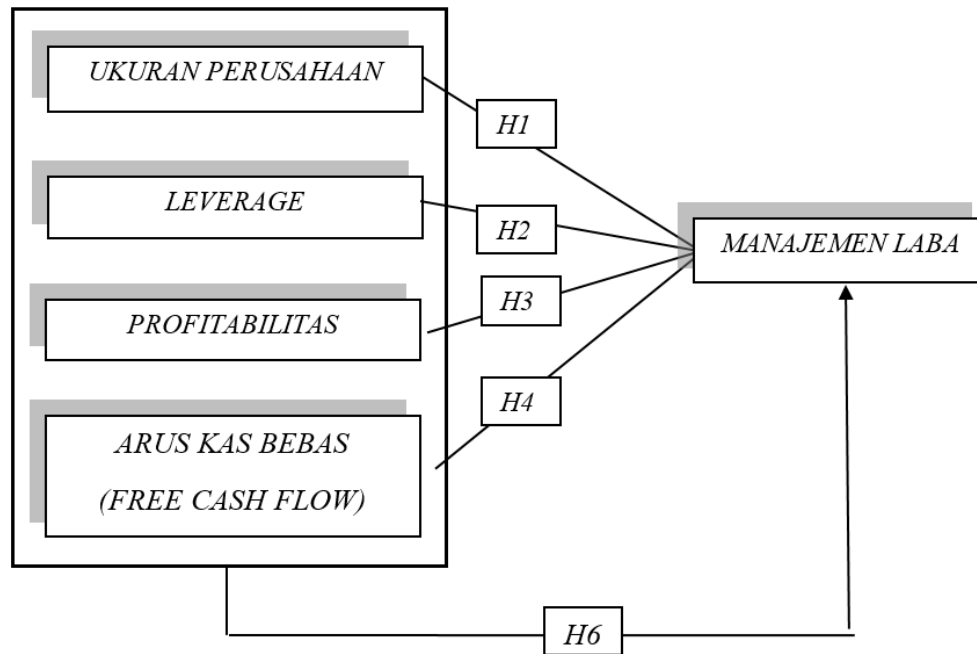 UKURAN PERUSAHAAN
H1
LEVERAGE
H2
MANAJEMEN LABA
PROFITABILITAS
H3
ARUS KAS BEBAS
(FREE CASH FLOW)
H4
H6